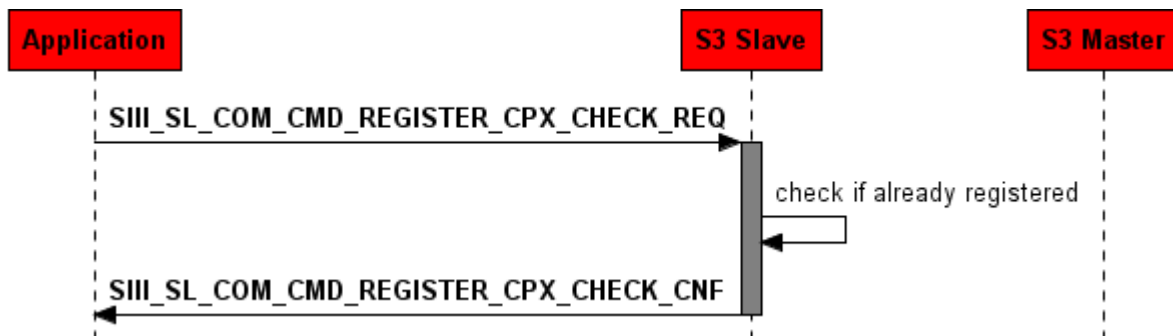 Application
S3 Slave
S3 Master
SIII_SL_COM_CMD_REGISTER_CPX_CHECK_REQ
check if already registered
SIII_SL_COM_CMD_REGISTER_CPX_CHECK_CNF